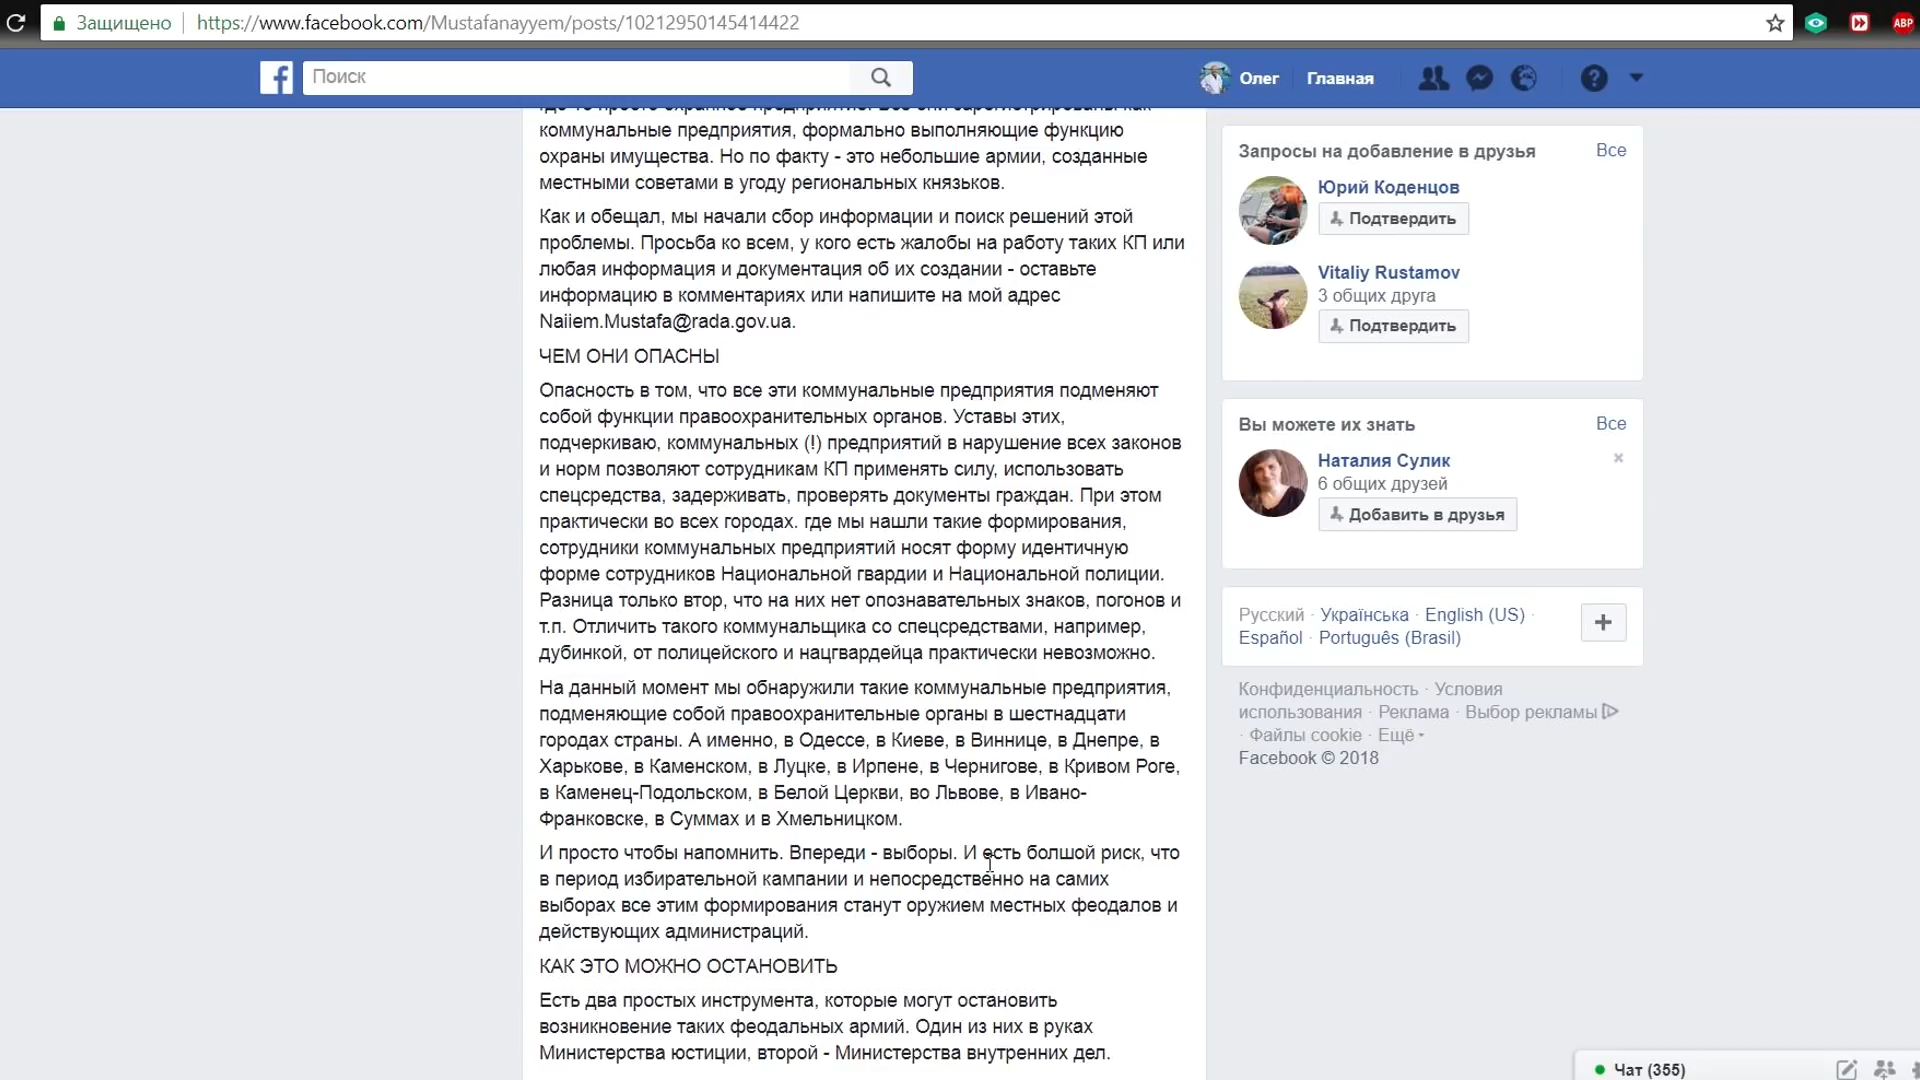 Защищено
https://www.facebook.com/Mustafanayyem/posts/10212950145414422
ABP
Поиск
Олег
Главная
коммунальные предприятия, формально выполняющие функцию
охраны имущества. Но по факту - это небольшие армии, созданные
местными советами в угоду региональных князьков.
Как и обещал, мы начали сбор информации и поиск решений этой
проблемы. Просьба ко всем, у кого есть жалобы на работу таких КП или
любая информация и документация об их создании - оставьте
информацию в комментариях или напишите на мой адрес
Naiiem.Mustafa@rada.gov.ua.
ЧЕМ ОНИ ОПАСНЫ
Опасность в том, что все эти коммунальные предприятия подменяют
собой функции правоохранительных органов. Уставы этих,
подчеркиваю, коммунальных (!) предприятий в нарушение всех законов
и норм позволяют сотрудникам КП применять силу, использовать
спецсредства, задерживать, проверять документы граждан. При этом
практически во всех городах. где мы нашли такие формирования,
сотрудники коммунальных предприятий носят форму идентичную
форме сотрудников Национальной гвардии и Национальной полиции.
Разница только втор, что на них нет опознавательных знаков, погонов и
т.п. Отличить такого коммунальщика со спецсредствами, например,
дубинкой, от полицейского и нацгвардейца практически невозможно.
На данный момент мы обнаружили такие коммунальные предприятия,
подменяющие собой правоохранительные органы в шестнадцати
городах страны. А именно, в Одессе, в Киеве, в Виннице, в Днепре, в
Харькове, в Каменском, в Луцке, в Ирпене, в Чернигове, в Кривом Роге,
в Каменец-Подольском, в Белой Церкви, во Львове, в Ивано-
Франковске, в Суммах и в Хмельницком.
И просто чтобы напомнить. Впереди - выборы. И есть болшой риск, что
в период избирательной кампании и непосредственно на самих
выборах все этим формирования станут оружием местных феодалов и
действующих администраций.
КАК ЭТО МОЖНО ОСТАНОВИТЬ
Есть два простых инструмента, которые могут остановить
возникновение таких феодальных армий. Один из них в руках
Министерства юстиции, второй - Министерства внутренних дел.
Запросы на добавление в друзья
Все
Юрий Коденцов
Подтвердить
Vitaliy Rustamov
3 общих друга
Подтвердить
Вы можете их знать
Все
Наталия Сулик
6 общих друзей
Добавить в друзья
Русский · Українська · English (US) ·
Español · Português (Brasil)
Конфиденциальность · Условия
использования · Реклама · Выбор рекламы
· Файлы cookie · Ещё
Facebook © 2018
Чат (355)